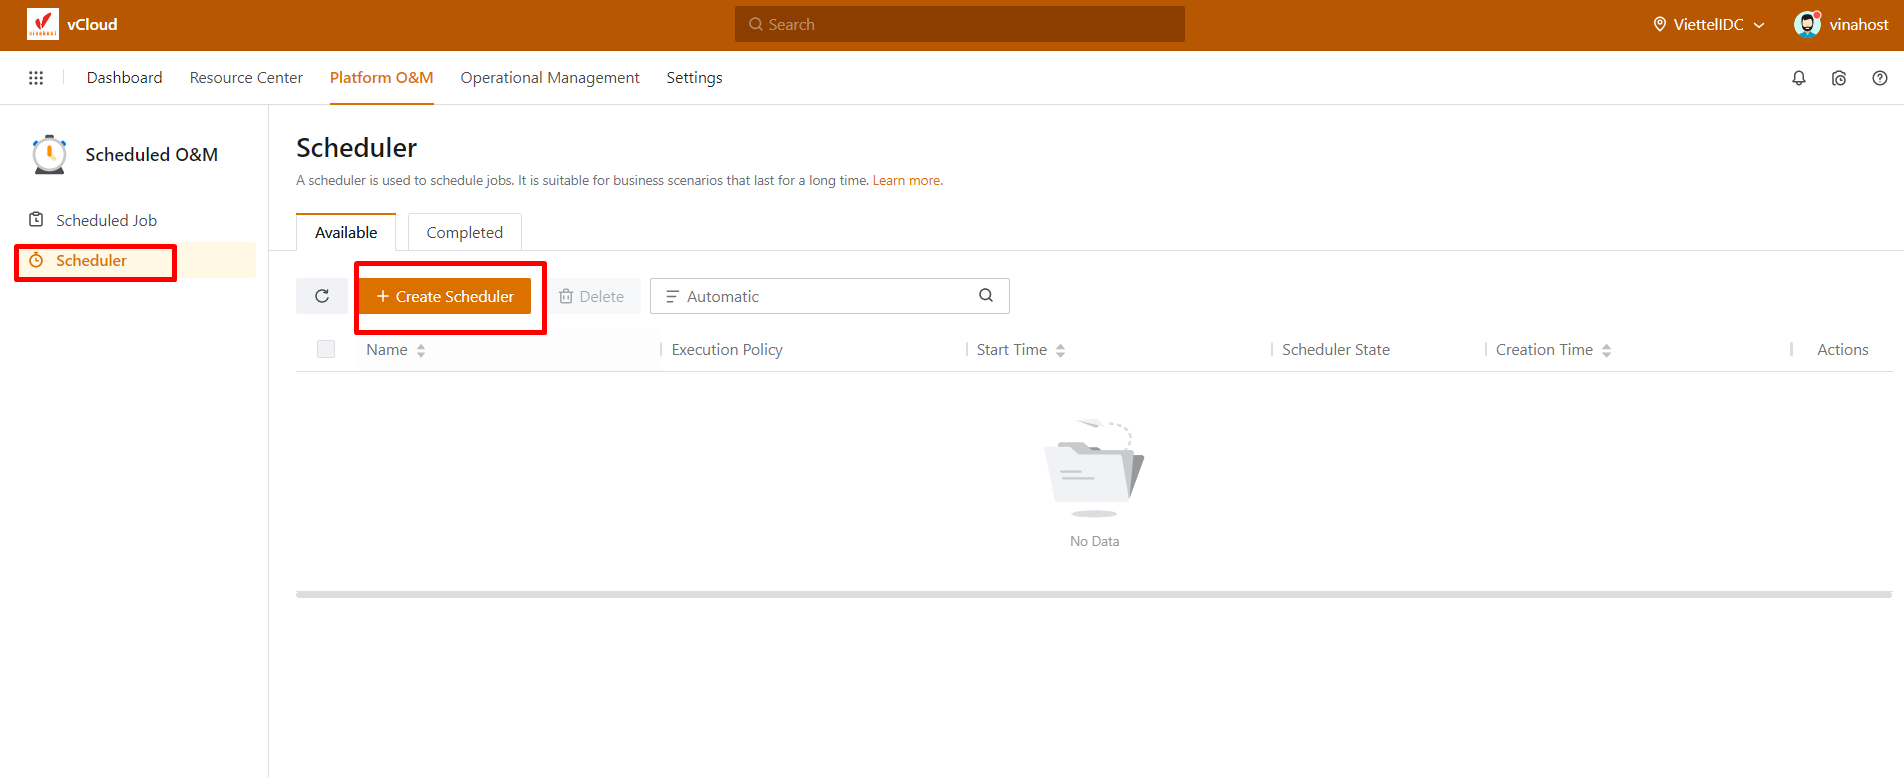 vCloud
Search
ViettelIDC
vinahost
Dashboard
Resource Center
Platform O&M
Operational Management
Settings
Scheduled O&M
Scheduled Job
Scheduler
Scheduler
A scheduler is used to schedule jobs. It is suitable for business scenarios that last for a long time. Learn more.
Available
Completed
Create Scheduler
Delete
Automatic
Name
Execution Policy
Start Time
Scheduler State
Creation Time
Actions
No Data